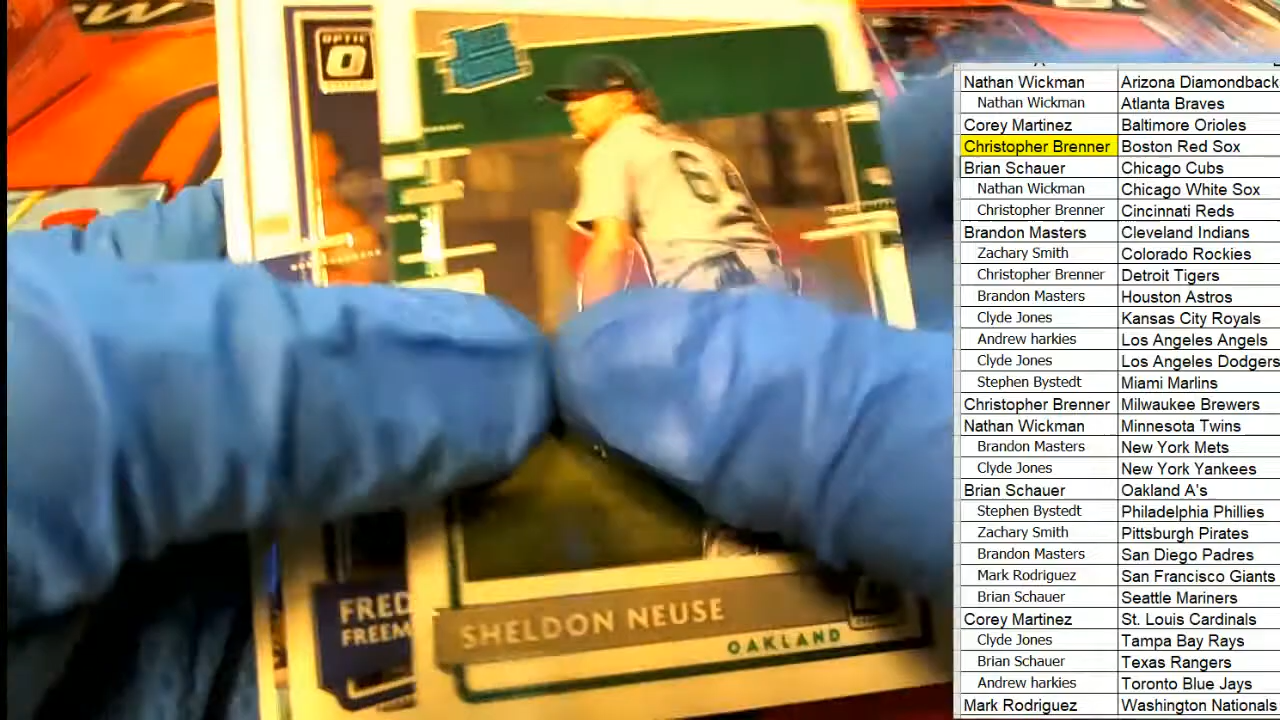 OPTIC
O
6
FRED
FREEM
SHELDON NEUSE
OAKLAND
Nathan Wickman Arizona Diamondback
Nathan Wickman Atlanta Braves
Corey Martinez Baltimore Orioles
Christopher Brenner Boston Red Sox
Brian Schauer Chicago Cubs
Nathan Wickman Chicago White Sox
Christopher Brenner Cincinnati Reds
Brandon Masters Cleveland Indians
Zachary Smith Colorado Rockies
Christopher Brenner Detroit Tigers
Brandon Masters Houston Astros
Clyde Jones Kansas City Royals
Andrew harkies Los Angeles Angels
Clyde Jones Los Angeles Dodgers
Stephen Bystedt Miami Marlins
Christopher Brenner Milwaukee Brewers
Nathan Wickman Minnesota Twins
Brandon Masters New York Mets
Clyde Jones New York Yankees
Brian Schauer Oakland A's
Stephen Bystedt Philadelphia Phillies
Zachary Smith Pittsburgh Pirates
Brandon Masters San Diego Padres
Mark Rodriguez San Francisco Giants
Brian Schauer Seattle Mariners
Corey Martinez St. Louis Cardinals
Clyde Jones Tampa Bay Rays
Brian Schauer Texas Rangers
Andrew harkies Toronto Blue Jays
Mark Rodriguez Washington Nationals